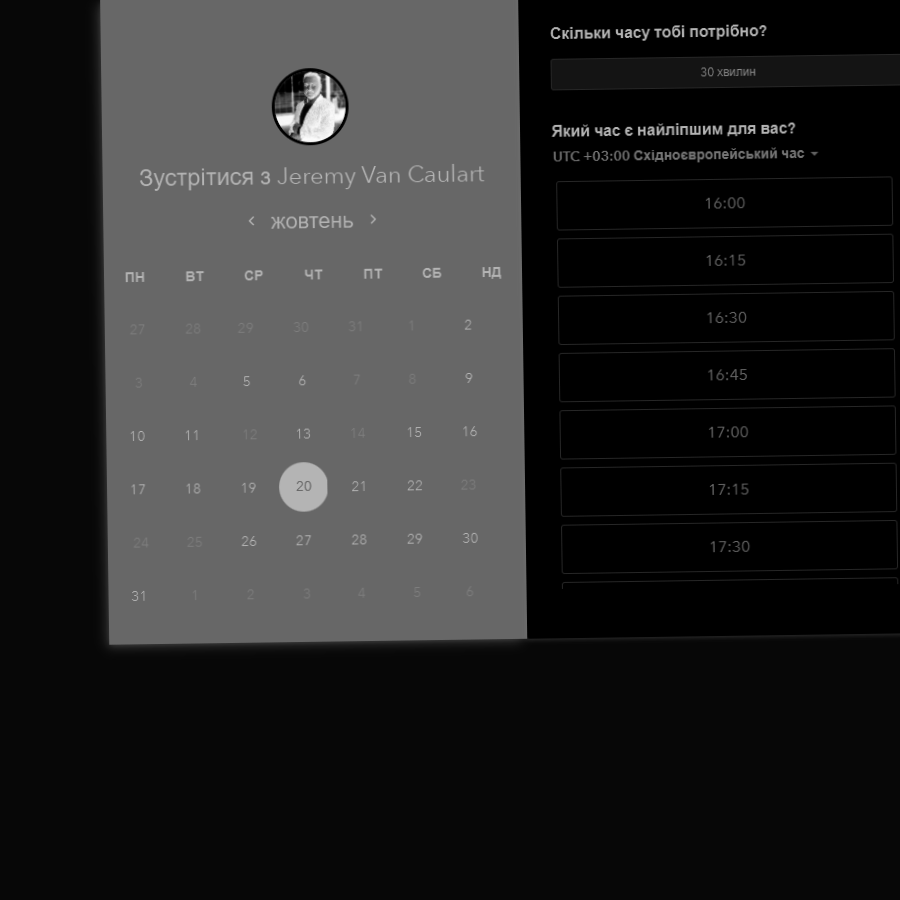 Зустрітися з Jeremy Van Caulart
жовтень
ПН ВТ СР ЧТ ПТ СБ НД
27 28 29 30 31 1 2
3 4 5 6 7 8 9
10 11 12 13 14 15 16
17 18 19 20 21 22 23
24 25 26 27 28 29 30
31 1 2 3 4 5 6
Скільки часу тобі потрібно?
30 хвилин
Який час є найліпшим для вас?
UTC +03:00 Східноєвропейський час
16:00
16:15
16:30
16:45
17:00
17:15
17:30